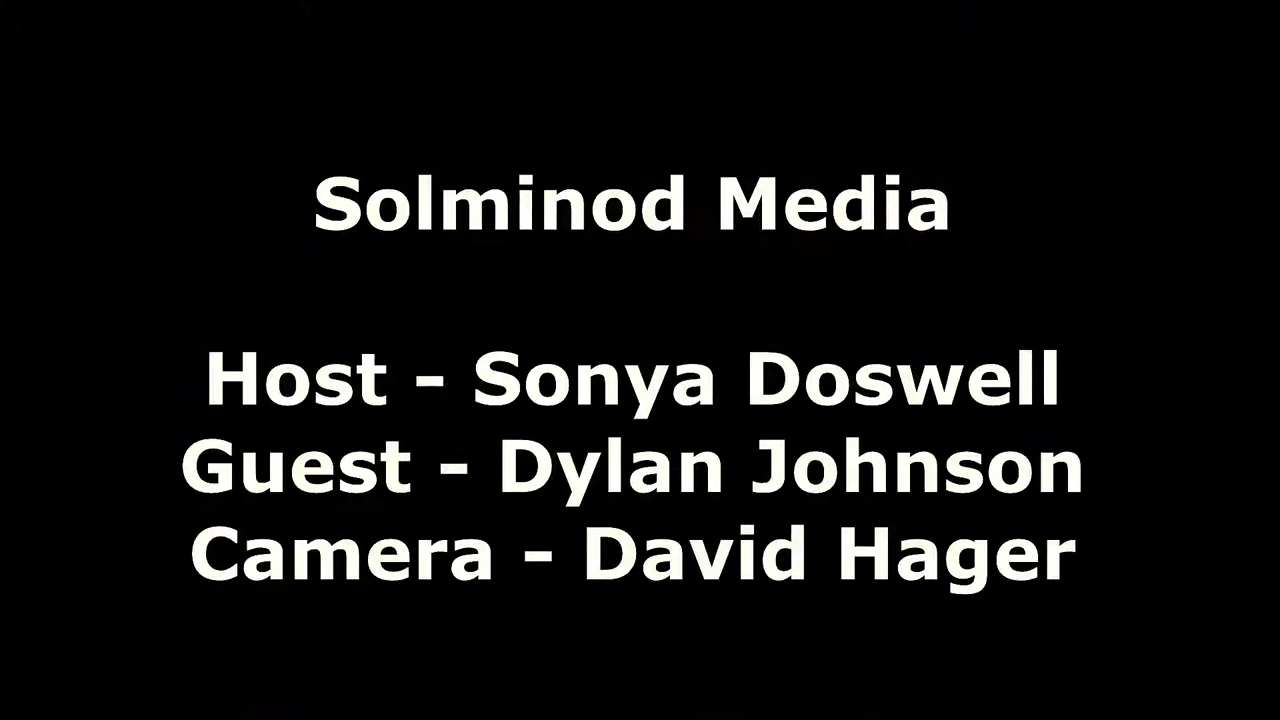 Solminod Media
Host - Sonya Doswell
Guest - Dylan Johnson
Camera - David Hager